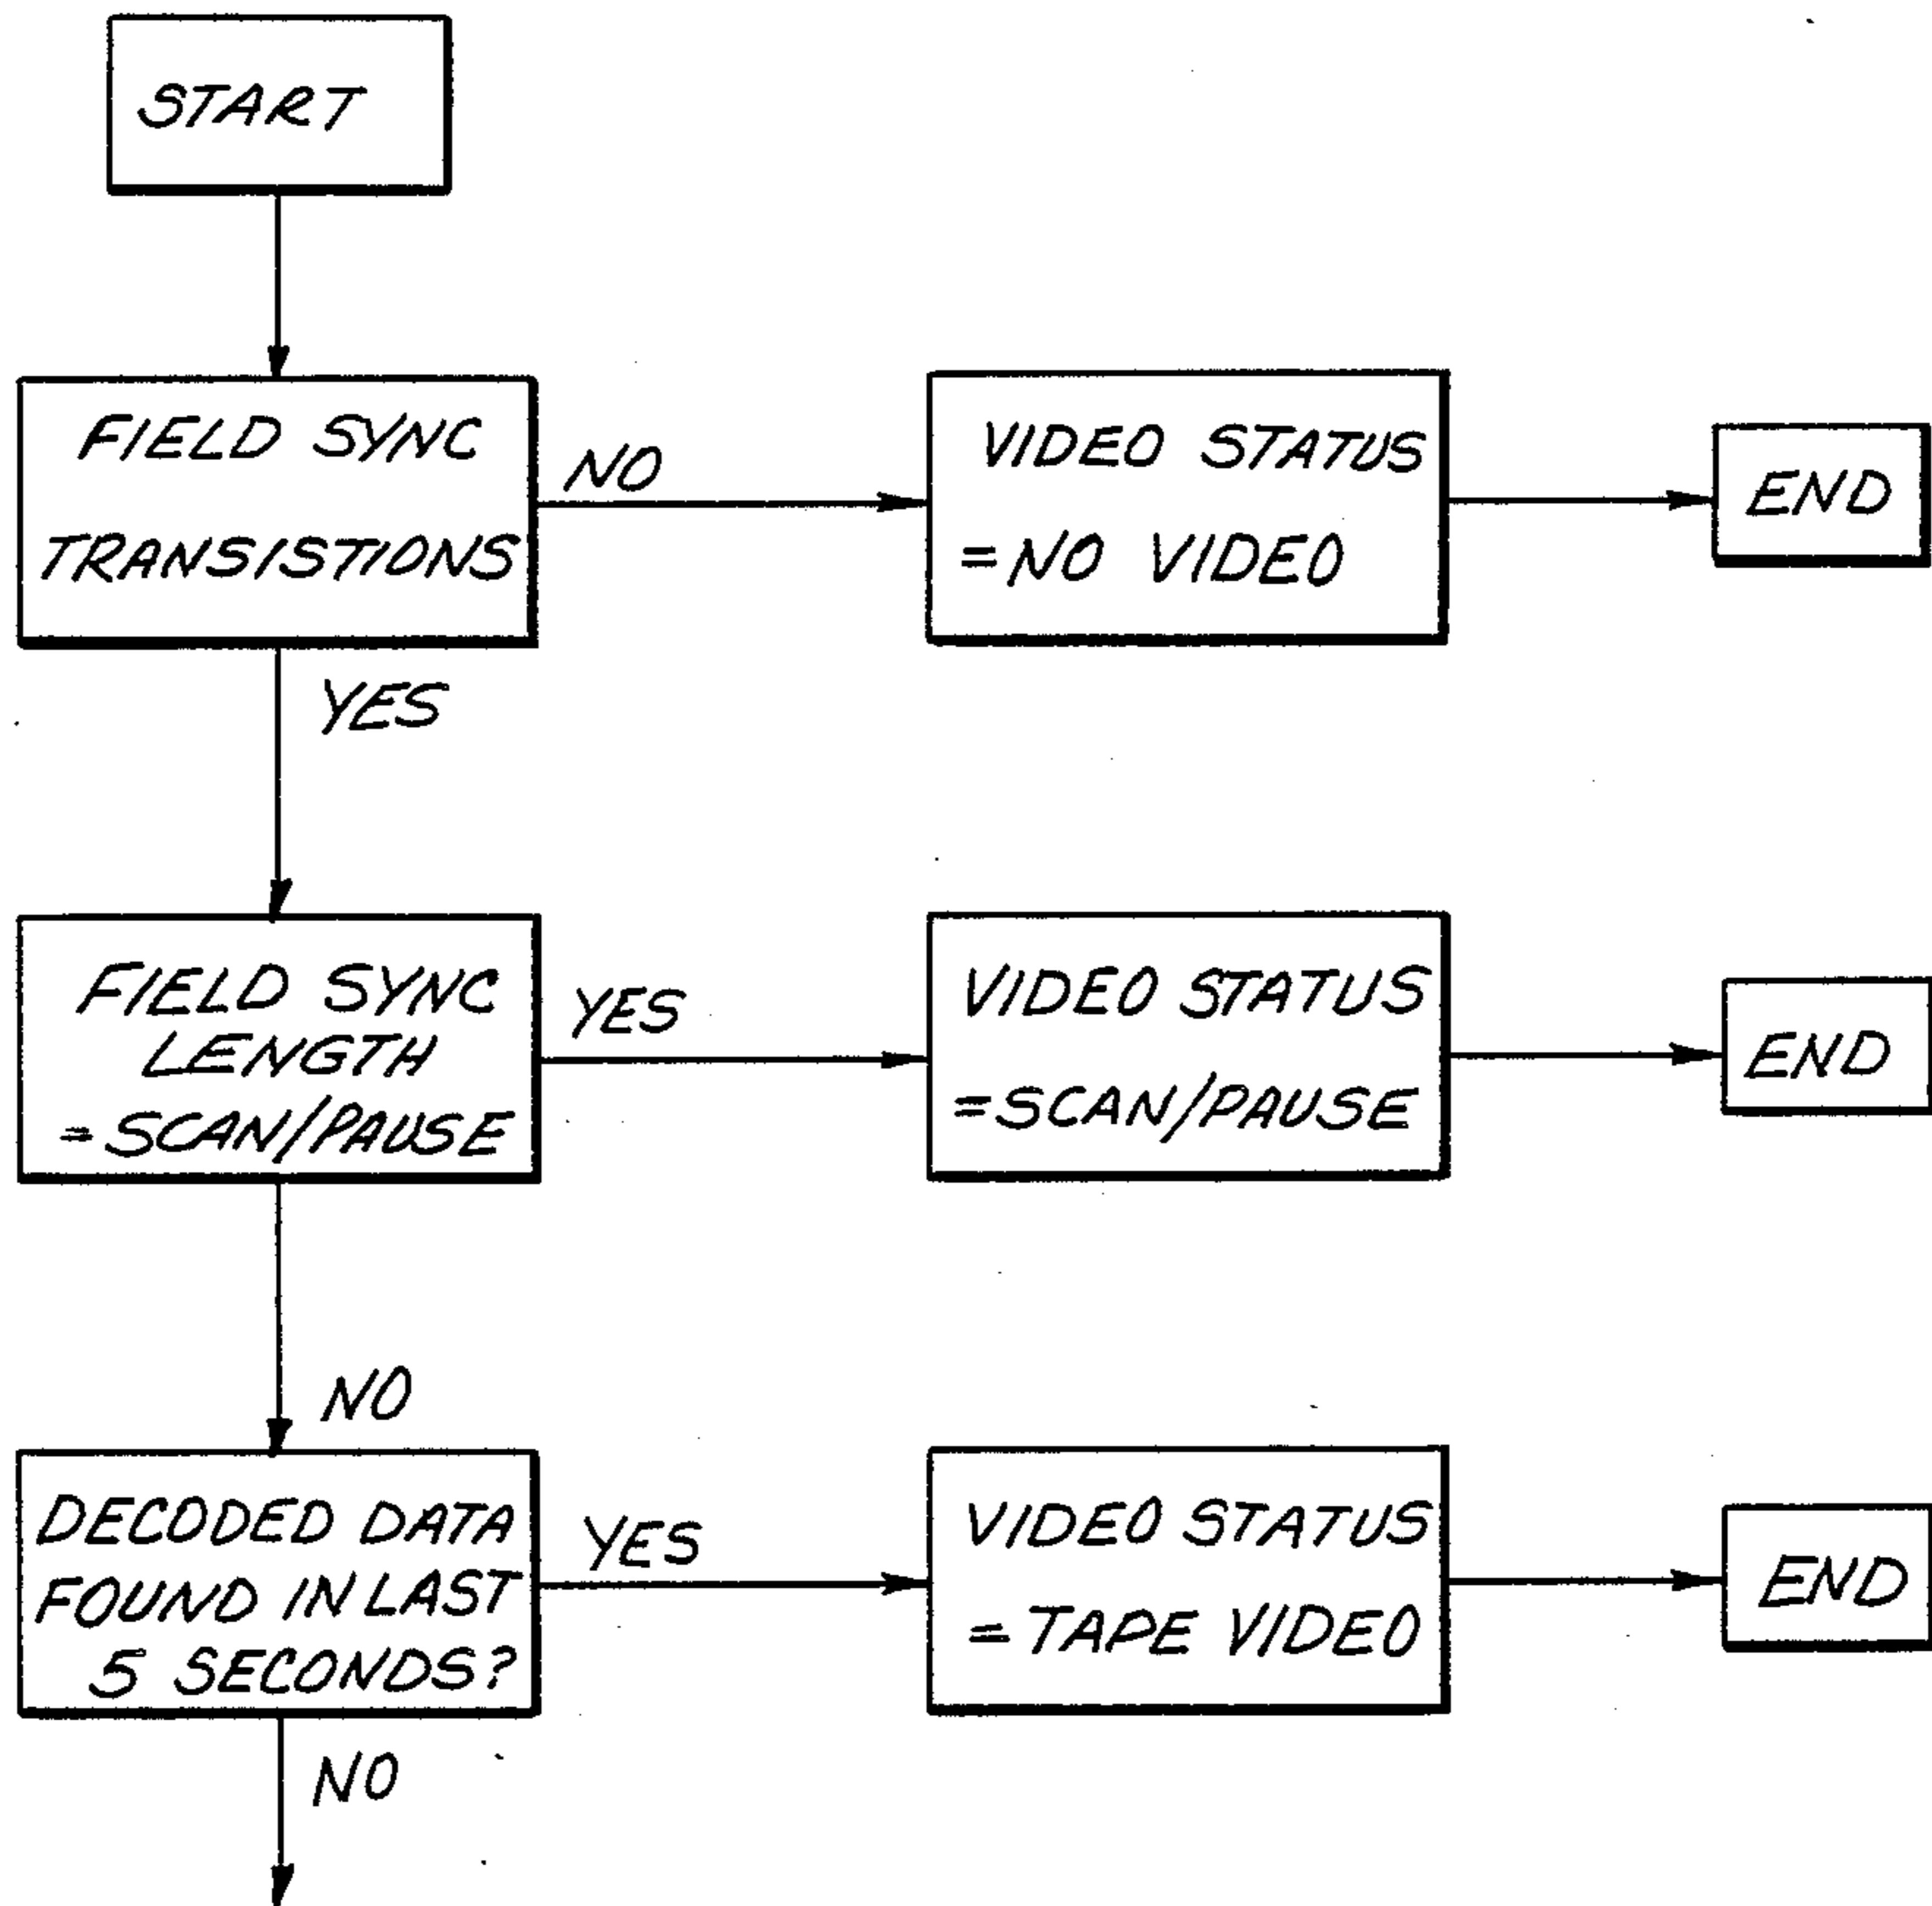 START
FIELD SYNC
TRANSISTIONS
NO
VIDEO STATUS
=NO VIDEO
END
YES
FIELD SYNC
LENGTH
=SCAN/PAUSE
YES
VIDEO STATUS
=SCAN/PAUSE
END
NO
DECODED DATA
FOUND IN LAST
5 SECONDS?
YES
VIDEO STATUS
=TAPE VIDEO
END
NO